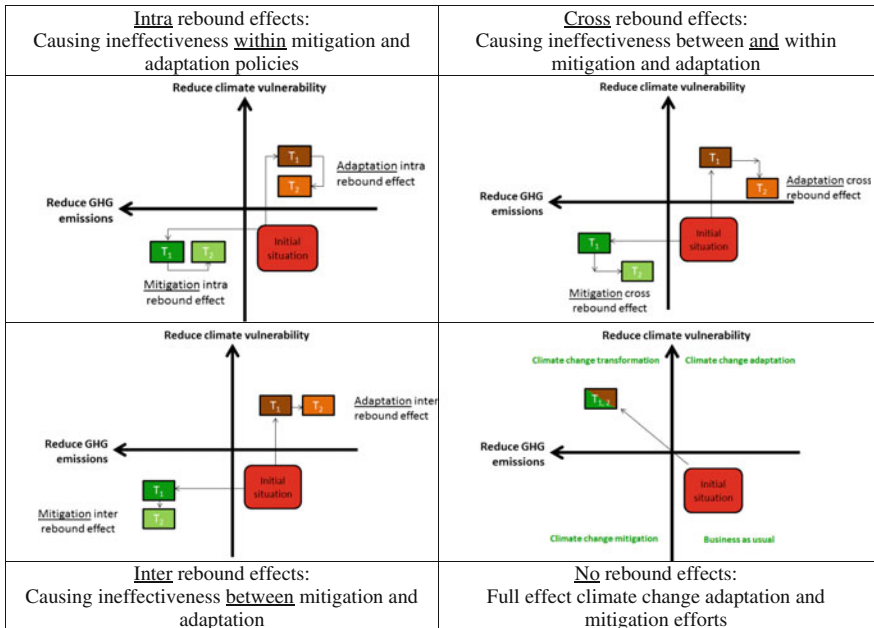 Intra rebound effects:
Causing ineffectiveness within mitigation and
adaptation policies
Cross rebound effects:
Causing ineffectiveness between and within
mitigation and adaptation
Reduce climate vulnerability
T1
Adaptation intra
rebound effect
T2
Reduce GHG
emissions
Initial
situation
T1
T2
Mitigation intra
rebound effect
Reduce climate vulnerability
T1
Adaptation cross
rebound effect
T2
Reduce GHG
emissions
Initial
situation
T1
T2
Mitigation cross
rebound effect
Reduce climate vulnerability
T1
T2
Adaptation inter
rebound effect
Reduce GHG
emissions
Initial
situation
T1
Mitigation inter
rebound effect
T2
Reduce climate vulnerability
Climate change transformation
Climate change adaptation
T1, 2
Reduce GHG
emissions
Initial
situation
Climate change mitigation
Business as usual
Inter rebound effects:
Causing ineffectiveness between mitigation and
adaptation
No rebound effects:
Full effect climate change adaptation and
mitigation efforts